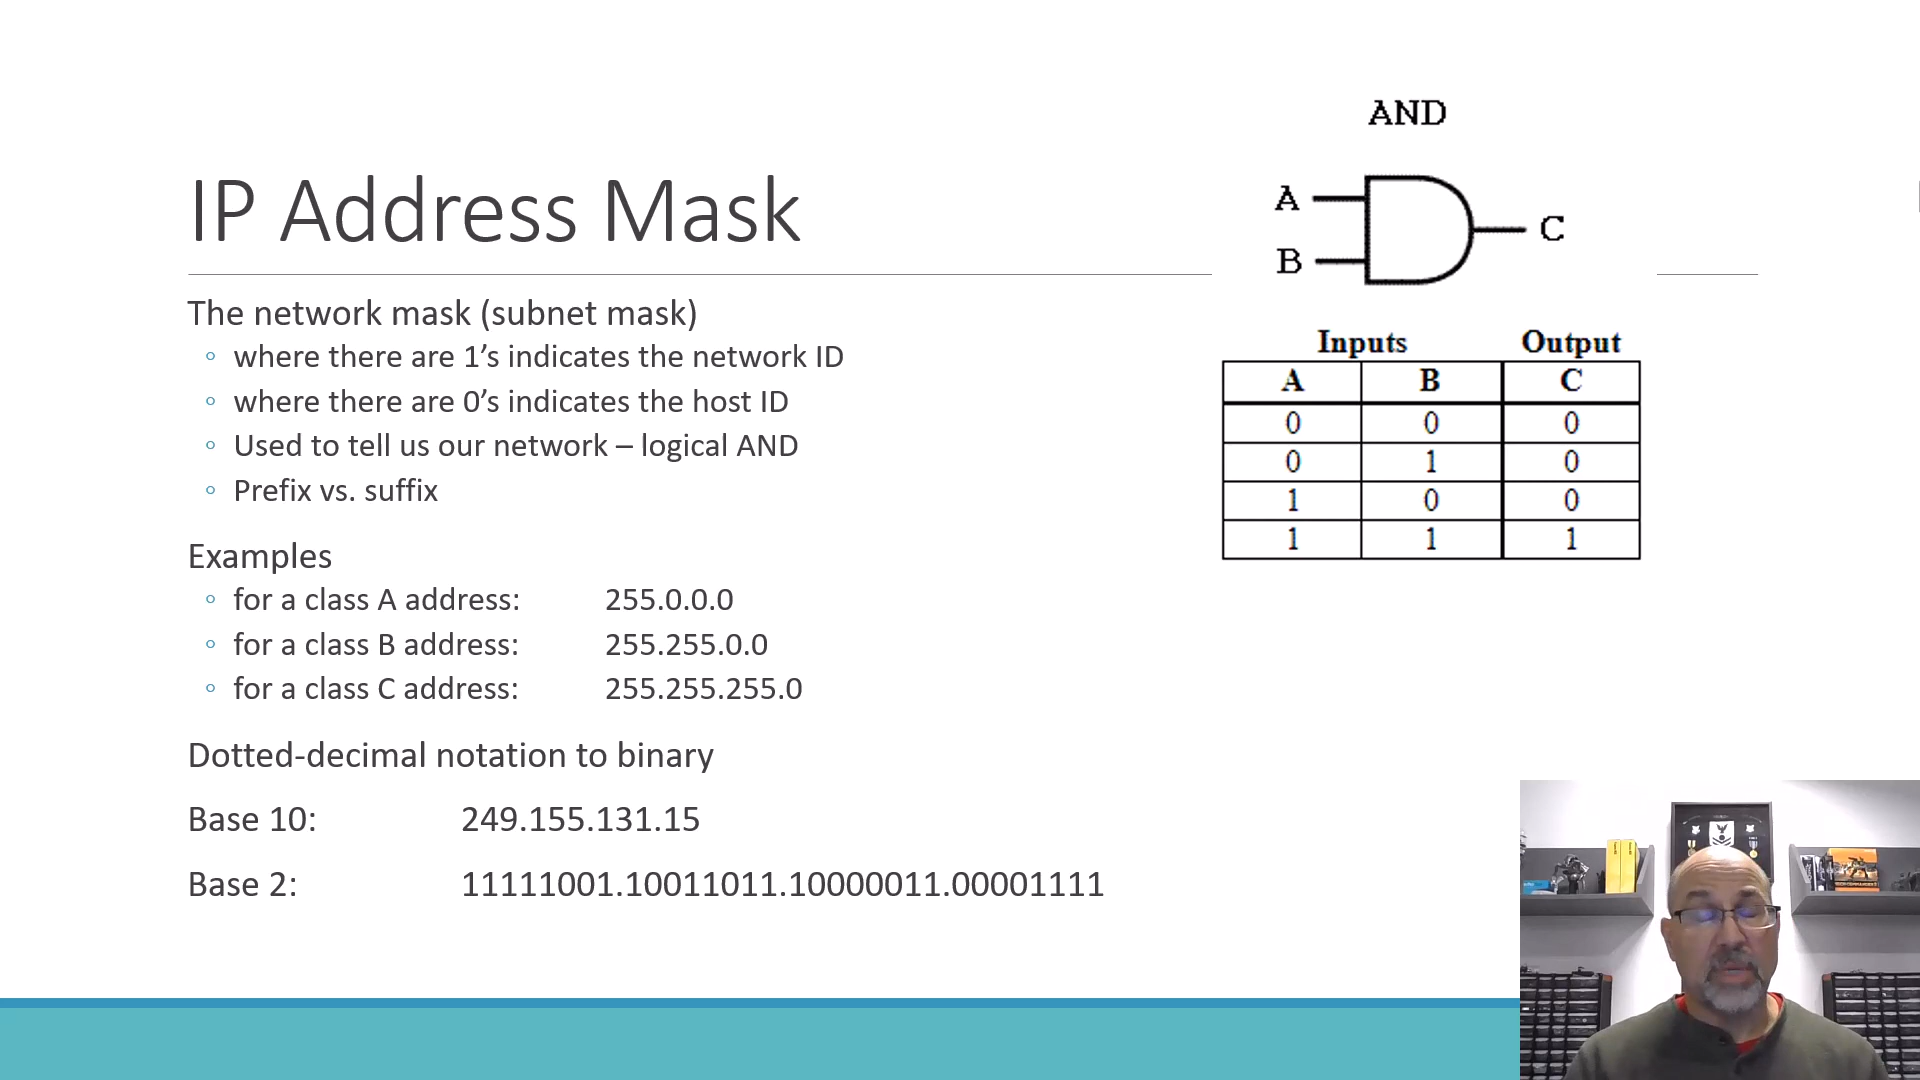 IP Address Mask
The network mask (subnet mask)
where there are 1’s indicates the network ID
where there are 0’s indicates the host ID
Used to tell us our network – logical AND
Prefix vs. suffix
Examples
for a class A address: 255.0.0.0
for a class B address: 255.255.0.0
for a class C address: 255.255.255.0
Dotted-decimal notation to binary
Base 10: 249.155.131.15
Base 2: 11111001.10011011.10000011.00001111
AND
A
B
C
Inputs Output
A B C
0 0 0
0 1 0
1 0 0
1 1 1